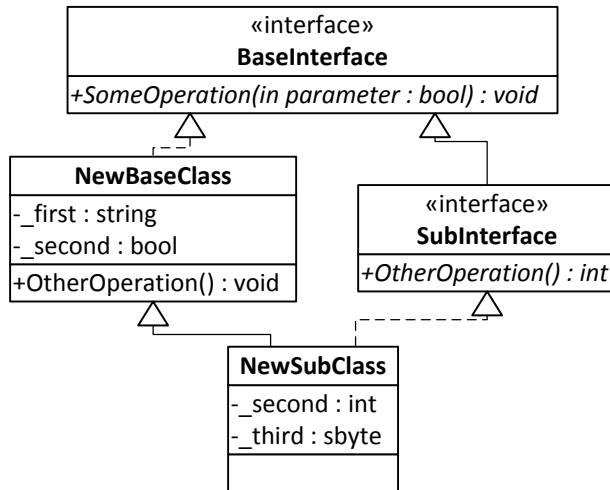 «interface»
BaseInterface
+SomeOperation(in parameter : bool) : void
NewBaseClass
-_first : string
-_second : bool
+OtherOperation() : void
«interface»
SubInterface
+OtherOperation() : int
NewSubClass
-_second : int
-_third : sbyte